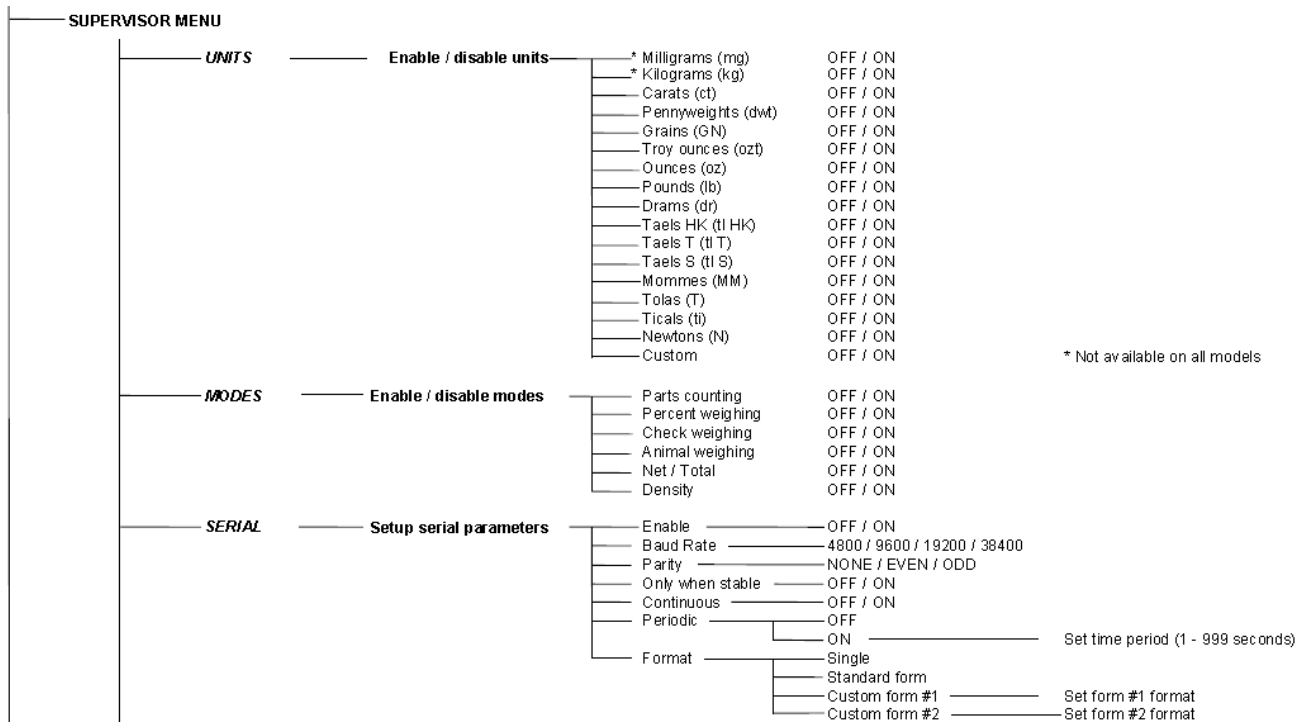 SUPERVISOR MENU
UNITS Enable / disable units * Milligrams (mg) OFF / ON
* Kilograms (kg) OFF / ON
Carats (ct) OFF / ON
Pennyweights (dwt) OFF / ON
Grains (GN) OFF / ON
Troy ounces (ozt) OFF / ON
Ounces (oz) OFF / ON
Pounds (lb) OFF / ON
Drams (dr) OFF / ON
Taels HK (tl HK) OFF / ON
Taels T (tl T) OFF / ON
Taels S (tl S) OFF / ON
Mommes (MM) OFF / ON
Tolas (T) OFF / ON
Ticals (ti) OFF / ON
Newtons (N) OFF / ON
Custom OFF / ON * Not available on all models
MODES Enable / disable modes Parts counting OFF / ON
Percent weighing OFF / ON
Check weighing OFF / ON
Animal weighing OFF / ON
Net / Total OFF / ON
Density OFF / ON
SERIAL Setup serial parameters Enable OFF / ON
Baud Rate 4800 / 9600 / 19200 / 38400
Parity NONE / EVEN / ODD
Only when stable OFF / ON
Continuous OFF / ON
Periodic OFF
ON Set time period (1 - 999 seconds)
Format Single
Standard form
Custom form #1 Set form #1 format
Custom form #2 Set form #2 format